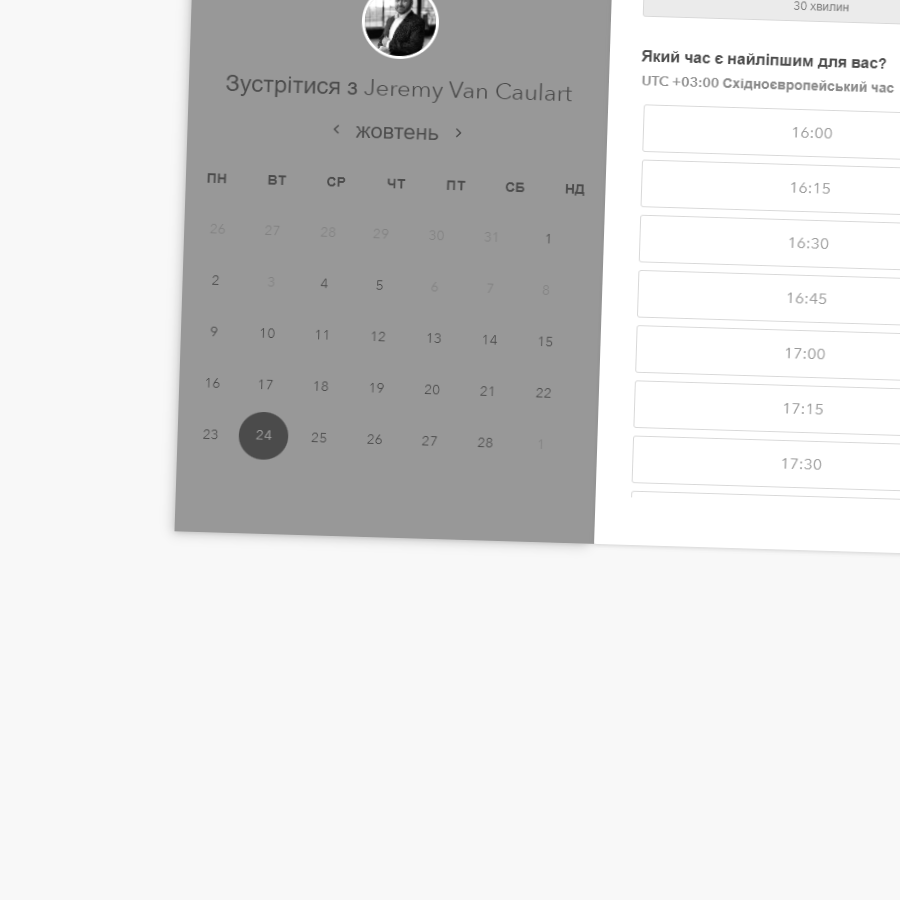 Зустрітися з Jeremy Van Caulart
‹ жовтень ›
ПН ВТ СР ЧТ ПТ СБ НД
26 27 28 29 30 31 1
2 3 4 5 6 7 8
9 10 11 12 13 14 15
16 17 18 19 20 21 22
23 24 25 26 27 28 1
30 хвилин
Який час є найліпшим для вас?
UTC +03:00 Східноєвропейський час
16:00
16:15
16:30
16:45
17:00
17:15
17:30